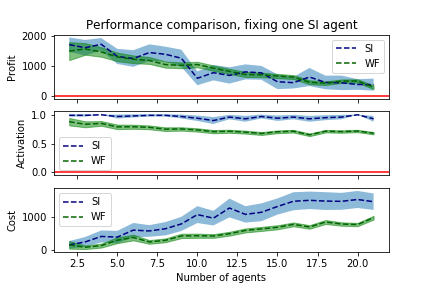 Performance comparison, fixing one SI agent
Profit
2000
1000
0
SI
WF
Activation
1.0
0.5
0.0
SI
WF
Cost
1000
0
SI
WF
2.5 5.0 7.5 10.0 12.5 15.0 17.5 20.0
Number of agents